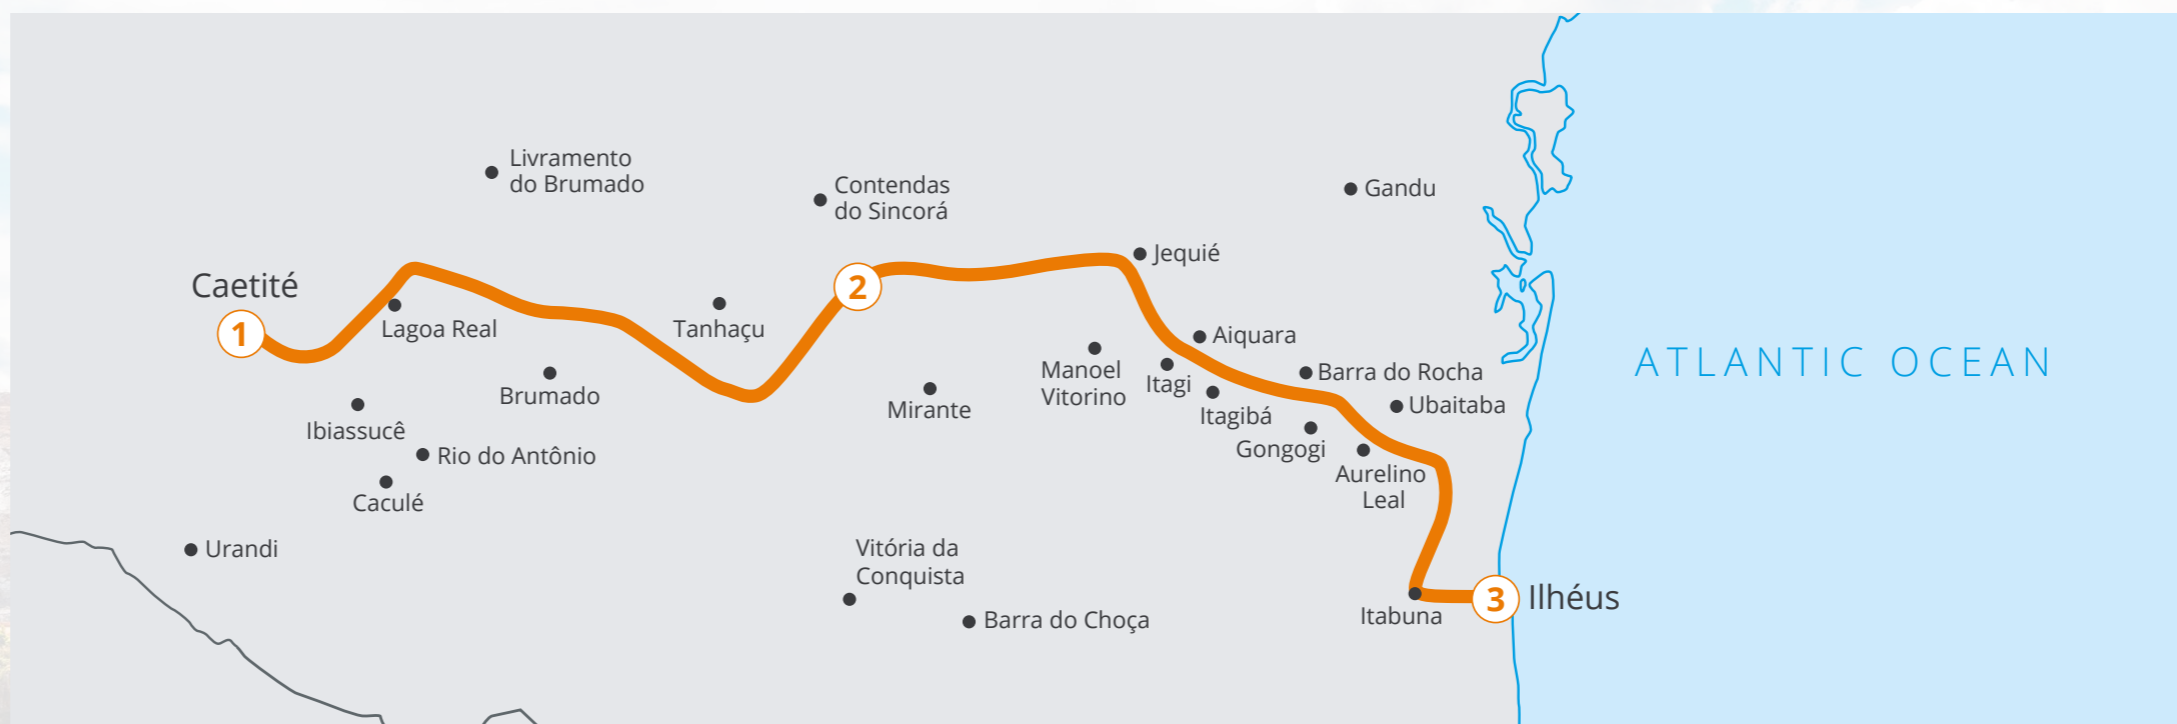 Livramento
do Brumado
Contendas
do Sincorá
Gandu
Jequié
Caetité
1
2
Lagoa Real
Tanhaçu
Aiquara
Manoel
Vitorino
Itagi
Barra do Rocha
ATLANTIC OCEAN
Brumado
Mirante
Itagibá
Ubaitaba
Ibiassucê
Gongogi
Rio do Antônio
Aurelino
Leal
Caculé
Urandi
Vitória da
Conquista
Barra do Choça
Itabuna
3
Ilhéus